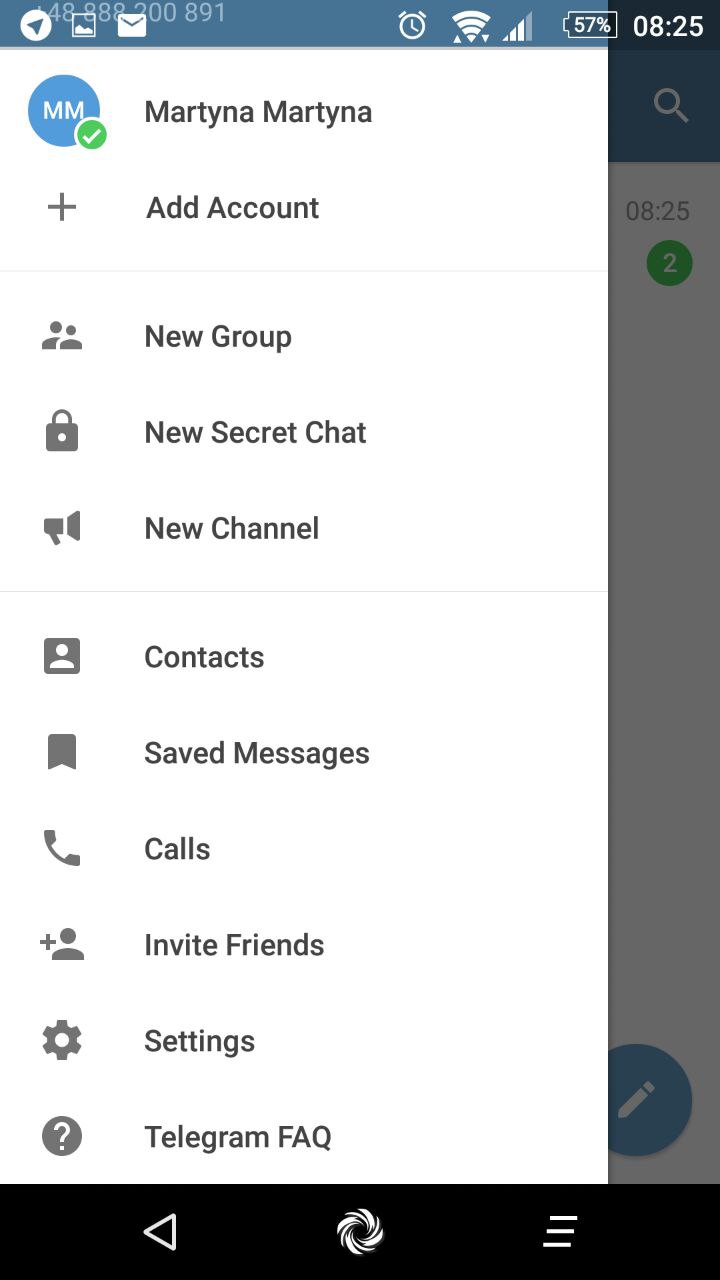 +48 888 200 891
57%
08:25
MM
Martyna Martyna
Add Account
08:25
2
New Group
New Secret Chat
New Channel
Contacts
Saved Messages
Calls
Invite Friends
Settings
Telegram FAQ